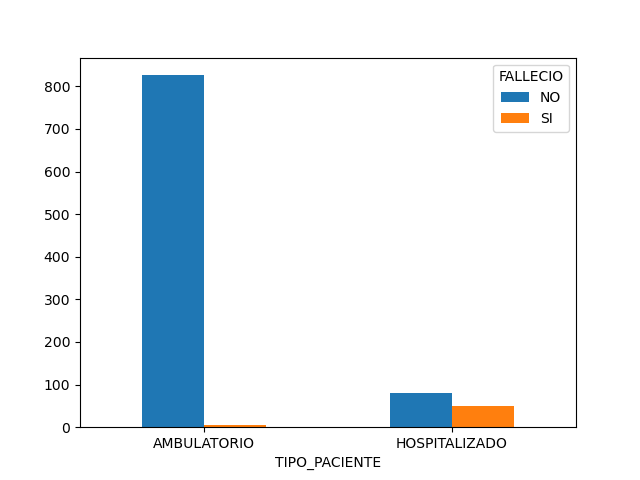 FALLECIO
NO
SI
800
700
600
500
400
300
200
100
0
AMBULATORIO
HOSPITALIZADO
TIPO_PACIENTE